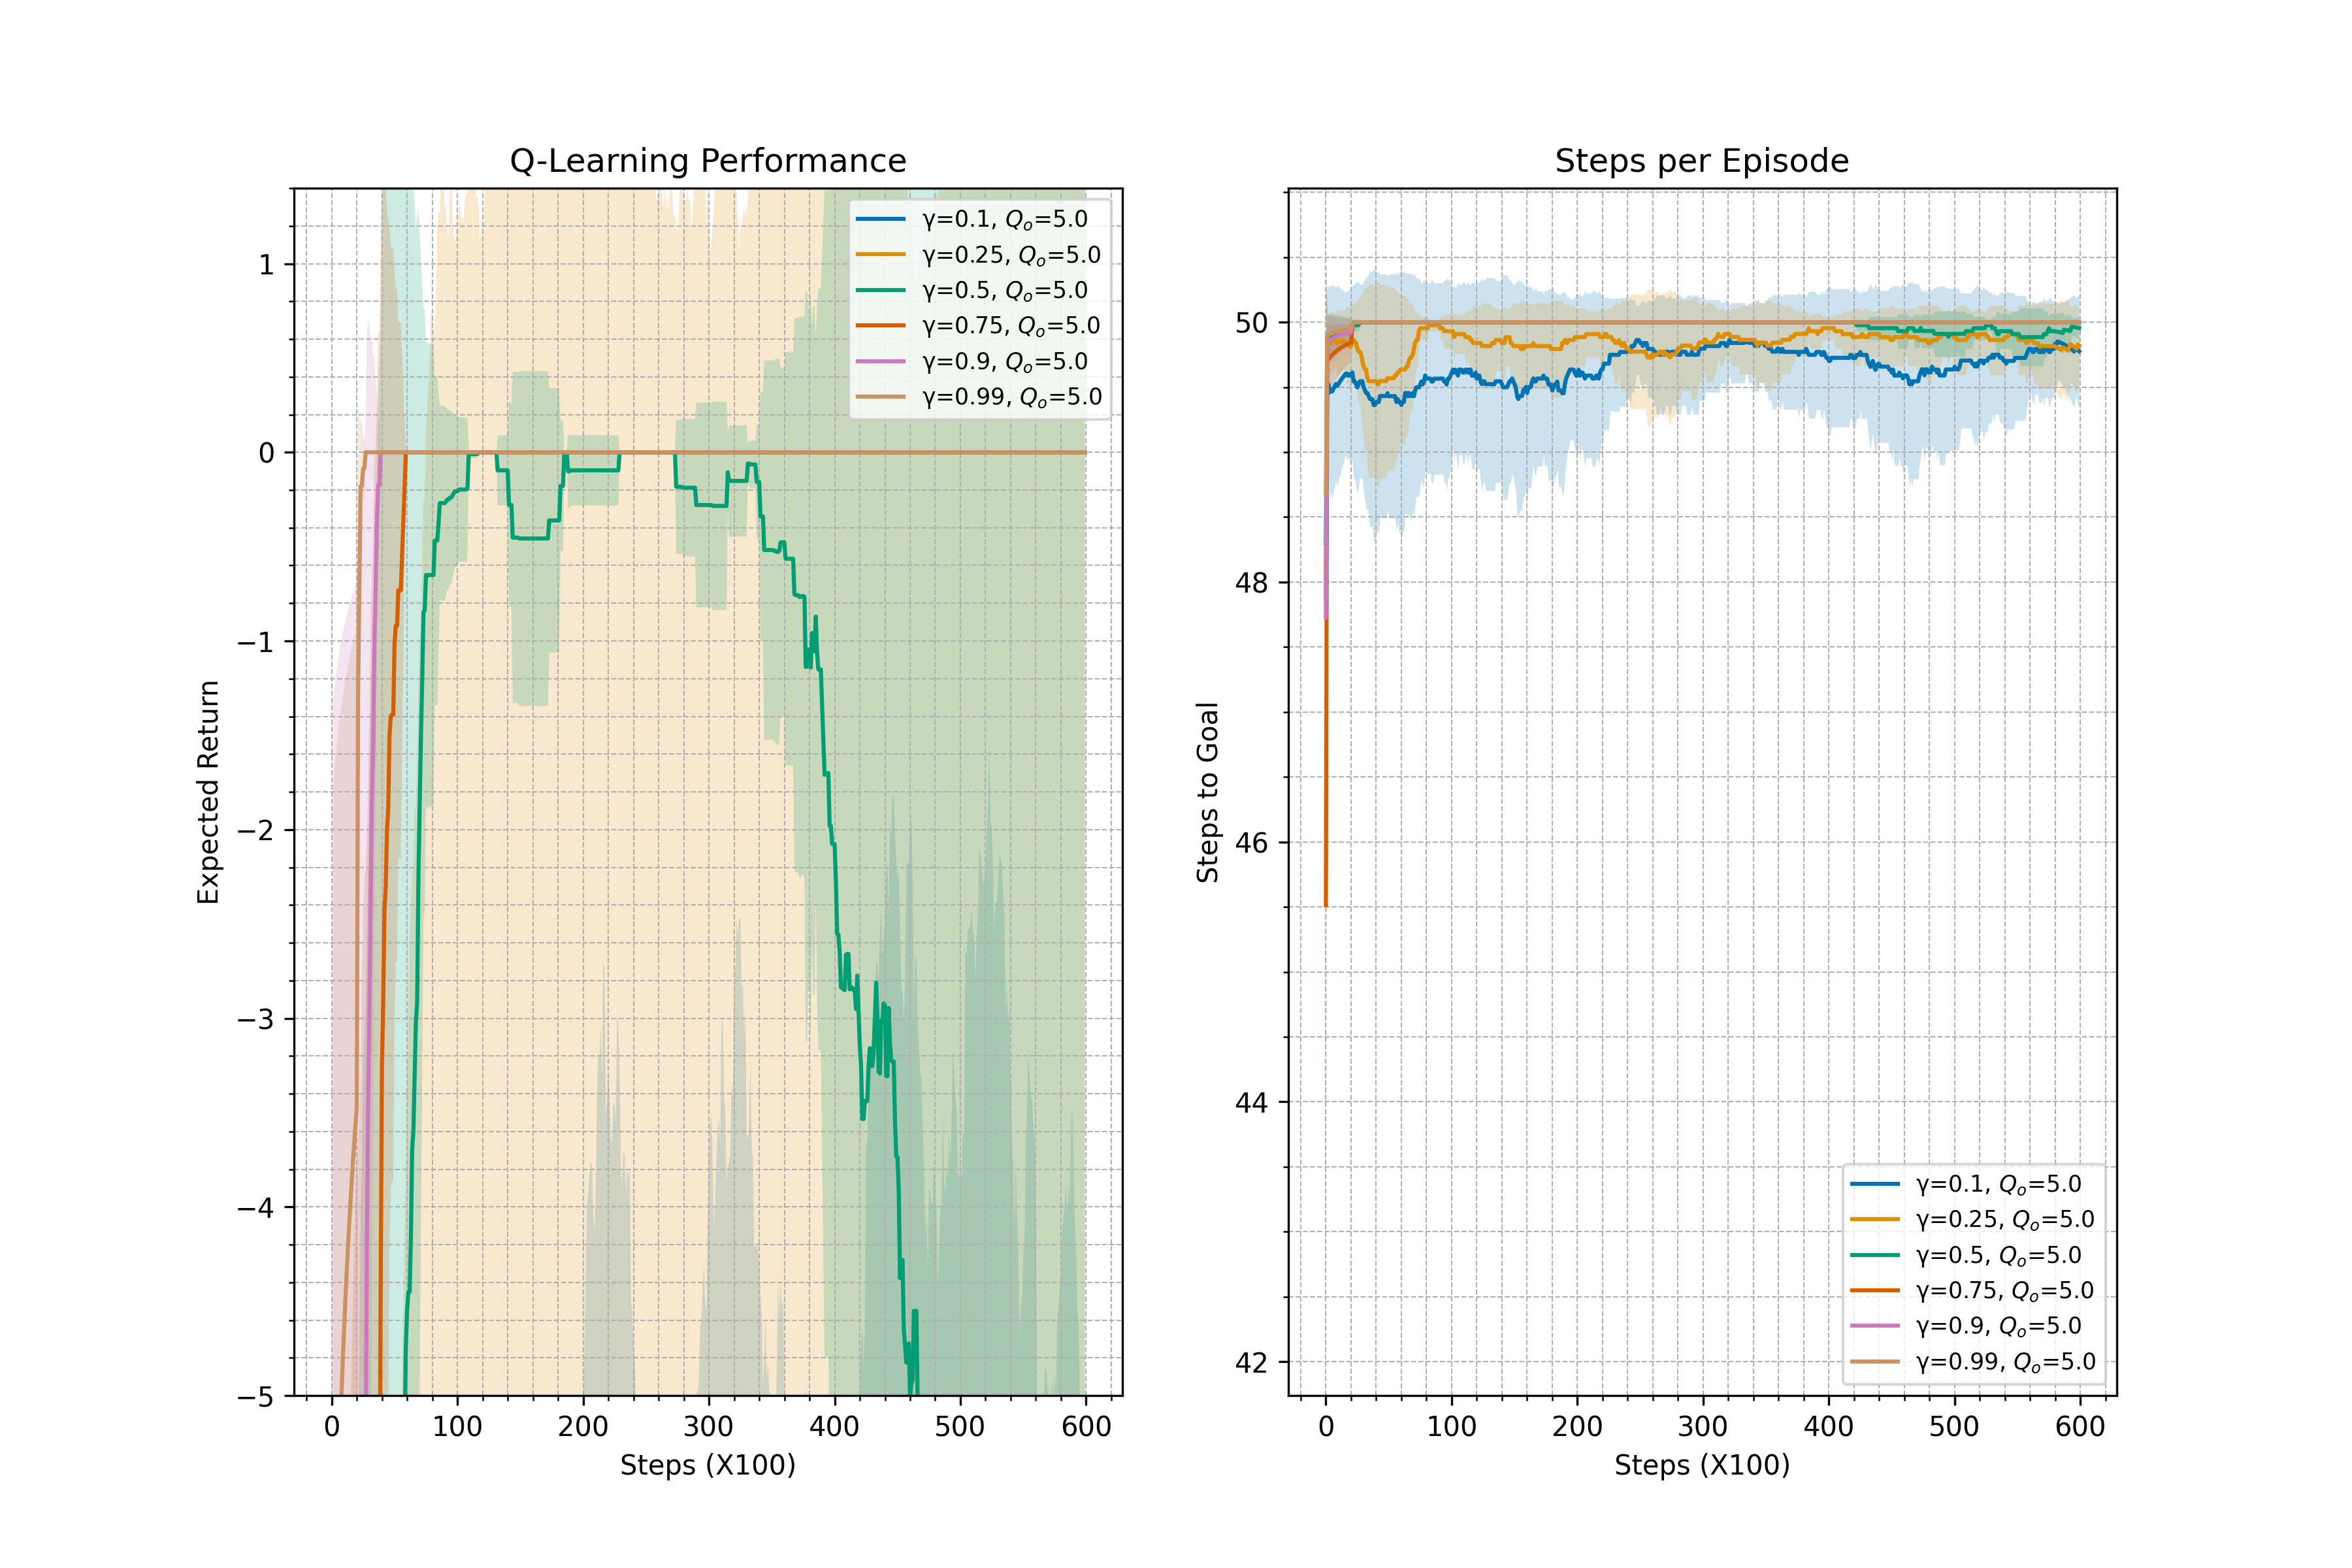 Q-Learning Performance
Expected Return
1
0
−1
−2
−3
−4
−5
0 100 200 300 400 500 600
Steps (X100)
γ=0.1, Qo=5.0
γ=0.25, Qo=5.0
γ=0.5, Qo=5.0
γ=0.75, Qo=5.0
γ=0.9, Qo=5.0
γ=0.99, Qo=5.0
Steps per Episode
Steps to Goal
50
48
46
44
42
0 100 200 300 400 500 600
Steps (X100)
γ=0.1, Qo=5.0
γ=0.25, Qo=5.0
γ=0.5, Qo=5.0
γ=0.75, Qo=5.0
γ=0.9, Qo=5.0
γ=0.99, Qo=5.0